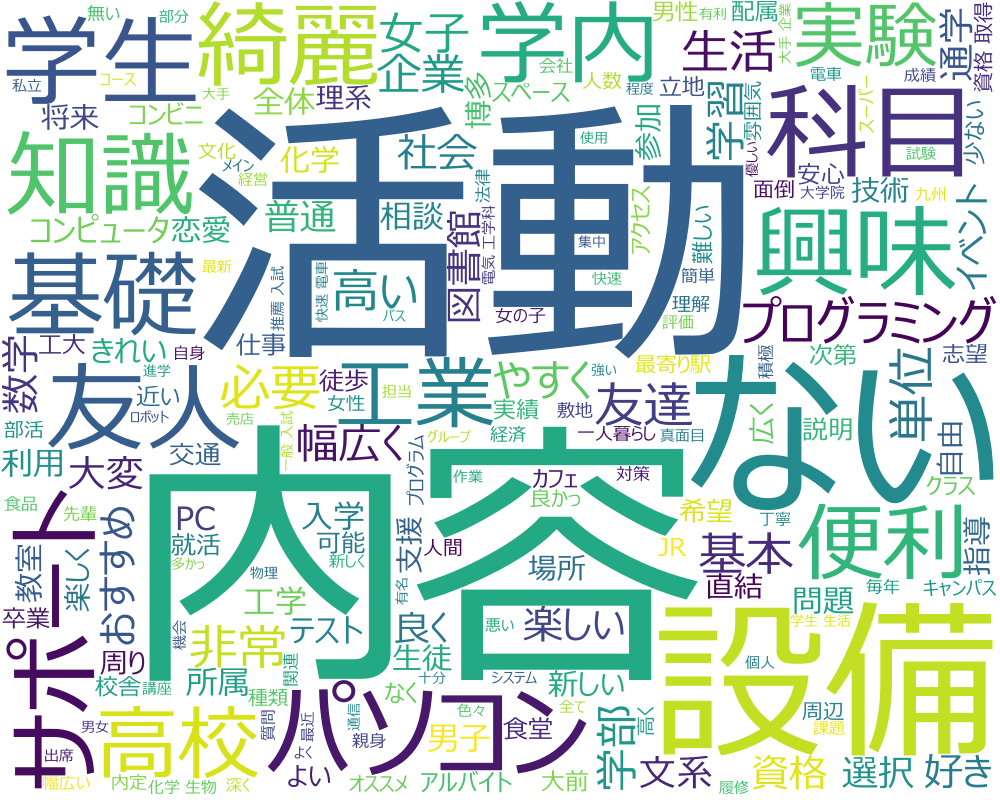 無い
部分
学生
綺麗
学内
女子
企業
男性
有利
配属
大手 企業
実験
通学
資格 取得
私立
コース
大手
コンビニ
全体
理系
会社
人数
スペース
立地
生活
程度
電車
成績
スーパー
将来
博多
知識
文化
メイン
経営
化学
社会
法律
使用
参加
学習
雰囲気
優しい
科目
試験
少ない
コンピュータ
恋愛
普通
相談
図書館
電気 工学科
活動
集中
アクセス
難しい
面倒
安心
大学院
技術
九州
基礎
最新
推薦 入試
快速 電車
高い
バス
快速
簡単
理解
評価
興味
イベント
女の子
プログラミング
数学
工大
きれい
自身
仕事
最寄り駅
次第
志望
積極
進学
友人
近い
ロボット
必要
徒歩
女性
工業
担当
やすく
強い
実績
敷地
友達
ない
広く
単位
説明
自由
部活
交通
売店
一般 入試
幅広く
グループ
経済
一人暮らし
真面目
利用
大変
プログラム
作業
カフェ
良かっ
対策
クラス
食品
先輩
PC
入学
内容
丁寧
希望
便利
指導
サポート
教室
おすすめ
就活
可能
支援
人間
JR
基本
楽しく
多かっ
新しく
物理
有名
場所
直結
毎年
キャンパス
卒業
工学
問題
設備
学生 生活
機会
非常
テスト
良く
悪い
楽しい
周り
関連
生徒
個人
校舎
講座
所属
種類
なく
十分
システム
新しい
高校
質問
よく 最近
通信
パソコン
色々
食堂
全て
学部
高く
周辺
課題
男女
出席
よい
親身
男子
文系
資格
選択
好き
幅広い
内定
化学 生物
深く
オススメ
アルバイト
大前
履修